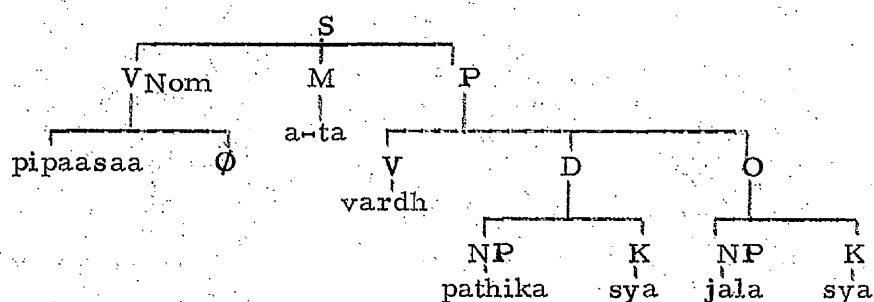 S
V Nom M P
pipaasaa Ø a-ta V D O
vardh
NP K NP K
pathika sya jala sya